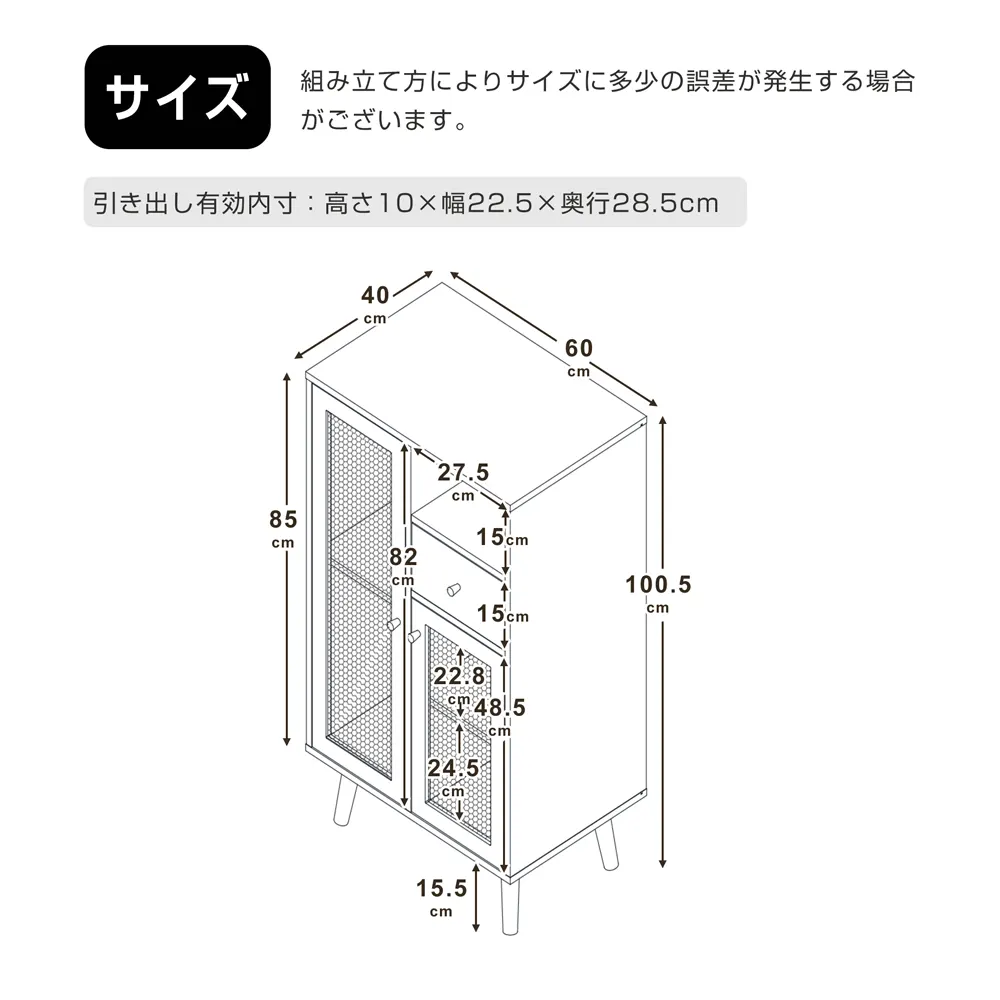 サイズ
組み立て方によりサイズに多少の誤差が発生する場合
がございます。
引き出し有効内寸：高さ10×幅22.5×奥行28.5cm
40
cm
60
cm
27.5
cm
15cm
85
cm
82
cm
100.5
cm
15cm
22.8
cm
48.5
cm
24.5
cm
15.5
cm